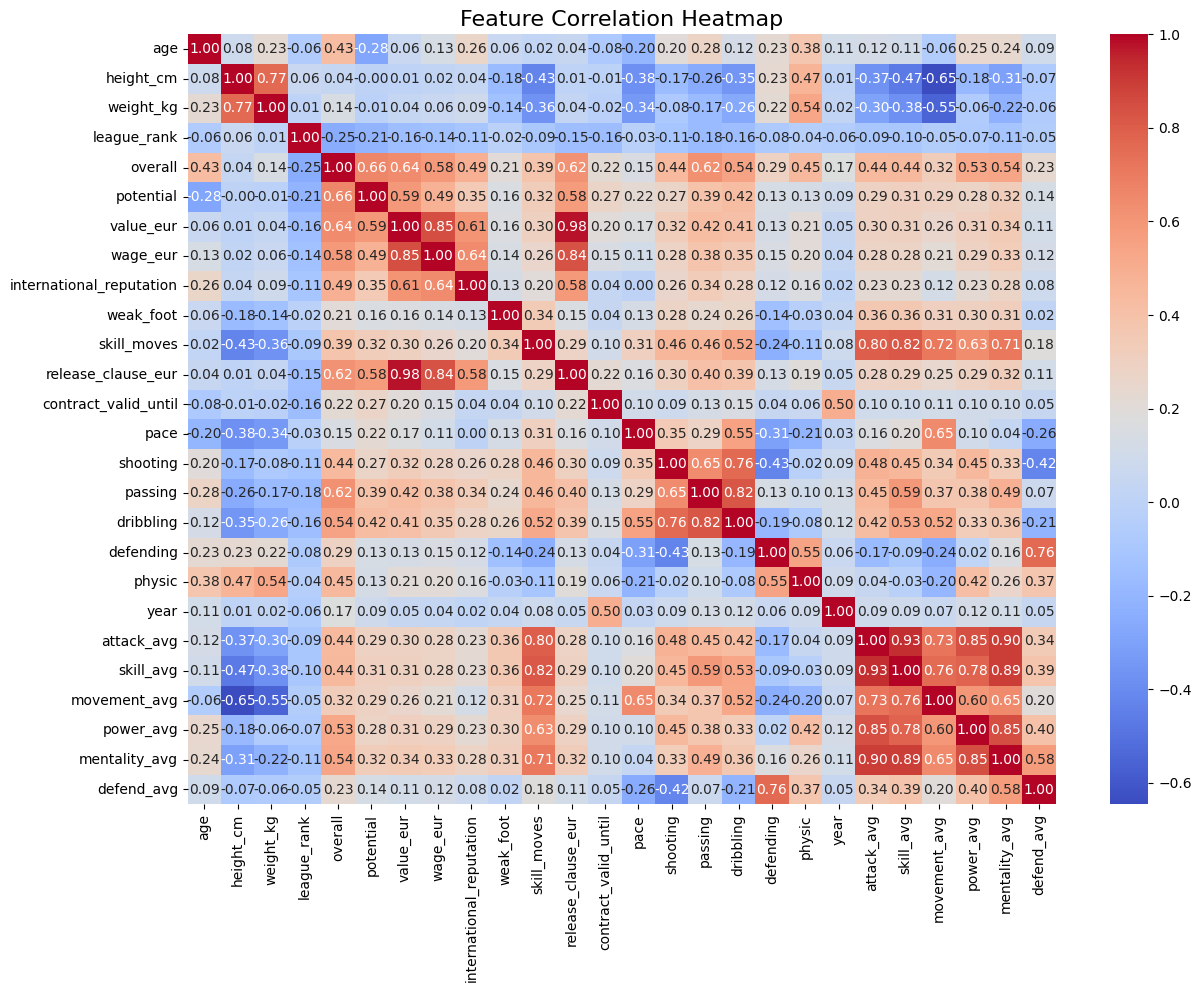 Feature Correlation Heatmap
age 1.00 0.08 0.23 -0.06 0.43 -0.28 0.06 0.13 0.26 0.06 0.02 0.04 -0.08 -0.20 0.20 0.28 0.12 0.23 0.38 0.11 0.12 0.11 -0.06 0.25 0.24 0.09
height_cm 0.08 1.00 0.77 0.06 0.04 -0.00 0.01 0.02 0.04 -0.18 -0.43 0.01 -0.01 -0.38 -0.17 -0.26 -0.35 0.23 0.47 0.01 -0.37 -0.47 -0.65 -0.18 -0.31 -0.07
weight_kg 0.23 0.77 1.00 0.01 0.14 -0.01 0.04 0.06 0.09 -0.14 -0.36 0.04 -0.02 -0.34 -0.08 -0.17 -0.26 0.22 0.54 0.02 -0.30 -0.38 -0.55 -0.06 -0.22 -0.06
league_rank -0.06 0.06 0.01 1.00 -0.25 -0.21 -0.16 -0.14 -0.11 -0.02 -0.09 -0.15 -0.16 -0.03 -0.11 -0.18 -0.16 -0.08 -0.04 -0.06 -0.09 -0.10 -0.05 -0.07 -0.11 -0.05
overall 0.43 0.04 0.14 -0.25 1.00 0.66 0.64 0.58 0.49 0.21 0.39 0.62 0.22 0.15 0.44 0.62 0.54 0.29 0.45 0.17 0.44 0.44 0.32 0.53 0.54 0.23
potential -0.28 -0.00 -0.01 -0.21 0.66 1.00 0.59 0.49 0.35 0.16 0.32 0.58 0.27 0.22 0.27 0.39 0.42 0.13 0.13 0.09 0.29 0.31 0.29 0.28 0.32 0.14
value_eur 0.06 0.01 0.04 -0.16 0.64 0.59 1.00 0.85 0.61 0.16 0.30 0.98 0.20 0.17 0.32 0.42 0.41 0.13 0.21 0.05 0.30 0.31 0.26 0.31 0.34 0.11
wage_eur 0.13 0.02 0.06 -0.14 0.58 0.49 0.85 1.00 0.64 0.14 0.26 0.84 0.15 0.11 0.28 0.38 0.35 0.15 0.20 0.04 0.28 0.28 0.21 0.29 0.33 0.12
international_reputation 0.26 0.04 0.09 -0.11 0.49 0.35 0.61 0.64 1.00 0.13 0.20 0.58 0.04 0.00 0.26 0.34 0.28 0.12 0.16 0.02 0.23 0.23 0.12 0.23 0.28 0.08
weak_foot 0.06 -0.18 -0.14 -0.02 0.21 0.16 0.16 0.14 0.13 1.00 0.34 0.15 0.04 0.13 0.28 0.24 0.26 -0.14 -0.03 0.04 0.36 0.36 0.31 0.30 0.31 0.02
skill_moves 0.02 -0.43 -0.36 -0.09 0.39 0.32 0.30 0.26 0.20 0.34 1.00 0.29 0.10 0.31 0.46 0.46 0.52 -0.24 -0.11 0.08 0.80 0.82 0.72 0.63 0.71 0.18
release_clause_eur 0.04 0.01 0.04 -0.15 0.62 0.58 0.98 0.84 0.58 0.15 0.29 1.00 0.22 0.16 0.30 0.40 0.39 0.13 0.19 0.05 0.28 0.29 0.25 0.29 0.32 0.11
contract_valid_until -0.08 -0.01 -0.02 -0.16 0.22 0.27 0.20 0.15 0.04 0.04 0.10 0.22 1.00 0.10 0.09 0.13 0.15 0.04 0.06 0.50 0.10 0.10 0.11 0.10 0.10 0.05
pace -0.20 -0.38 -0.34 -0.03 0.15 0.22 0.17 0.11 0.00 0.13 0.31 0.16 0.10 1.00 0.35 0.29 0.55 -0.31 -0.21 0.03 0.16 0.20 0.65 0.10 0.04 -0.26
shooting 0.20 -0.17 -0.08 -0.11 0.44 0.27 0.32 0.28 0.26 0.28 0.46 0.30 0.09 0.35 1.00 0.65 0.76 -0.43 -0.02 0.09 0.48 0.45 0.34 0.45 0.33 -0.42
passing 0.28 -0.26 -0.17 -0.18 0.62 0.39 0.42 0.38 0.34 0.24 0.46 0.40 0.13 0.29 0.65 1.00 0.82 0.13 0.10 0.13 0.45 0.59 0.37 0.38 0.49 0.07
dribbling 0.12 -0.35 -0.26 -0.16 0.54 0.42 0.41 0.35 0.28 0.26 0.52 0.39 0.15 0.55 0.76 0.82 1.00 -0.19 -0.08 0.12 0.42 0.53 0.52 0.33 0.36 -0.21
defending 0.23 0.23 0.22 -0.08 0.29 0.13 0.13 0.15 0.12 -0.14 -0.24 0.13 0.04 -0.31 -0.43 0.13 -0.19 1.00 0.55 0.06 -0.17 -0.09 -0.24 0.02 0.16 0.76
physic 0.38 0.47 0.54 -0.04 0.45 0.13 0.21 0.20 0.16 -0.03 -0.11 0.19 0.06 -0.21 -0.02 0.10 -0.08 0.55 1.00 0.09 0.04 -0.03 -0.20 0.42 0.26 0.37
year 0.11 0.01 0.02 -0.06 0.17 0.09 0.05 0.04 0.02 0.04 0.08 0.05 0.50 0.03 0.09 0.13 0.12 0.06 0.09 1.00 0.09 0.09 0.07 0.12 0.11 0.05
attack_avg 0.12 -0.37 -0.30 -0.09 0.44 0.29 0.30 0.28 0.23 0.36 0.80 0.28 0.10 0.16 0.48 0.45 0.42 -0.17 0.04 0.09 1.00 0.93 0.73 0.85 0.90 0.34
skill_avg 0.11 -0.47 -0.38 -0.10 0.44 0.31 0.31 0.28 0.23 0.36 0.82 0.29 0.10 0.20 0.45 0.59 0.53 -0.09 -0.03 0.09 0.93 1.00 0.76 0.78 0.89 0.39
movement_avg -0.06 -0.65 -0.55 -0.05 0.32 0.29 0.26 0.21 0.12 0.31 0.72 0.25 0.11 0.65 0.34 0.37 0.52 -0.24 -0.20 0.07 0.73 0.76 1.00 0.60 0.65 0.20
power_avg 0.25 -0.18 -0.06 -0.07 0.53 0.28 0.31 0.29 0.23 0.30 0.63 0.29 0.10 0.10 0.45 0.38 0.33 0.02 0.42 0.12 0.85 0.78 0.60 1.00 0.85 0.40
mentality_avg 0.24 -0.31 -0.22 -0.11 0.54 0.32 0.34 0.33 0.28 0.31 0.71 0.32 0.10 0.04 0.33 0.49 0.36 0.16 0.26 0.11 0.90 0.89 0.65 0.85 1.00 0.58
defend_avg 0.09 -0.07 -0.06 -0.05 0.23 0.14 0.11 0.12 0.08 0.02 0.18 0.11 0.05 -0.26 -0.42 0.07 -0.21 0.76 0.37 0.05 0.34 0.39 0.20 0.40 0.58 1.00
age
height_cm
weight_kg
league_rank
overall
potential
value_eur
wage_eur
international_reputation
weak_foot
skill_moves
release_clause_eur
contract_valid_until
pace
shooting
passing
dribbling
defending
physic
year
attack_avg
skill_avg
movement_avg
power_avg
mentality_avg
defend_avg
1.0
0.8
0.6
0.4
0.2
0.0
−0.2
−0.4
−0.6